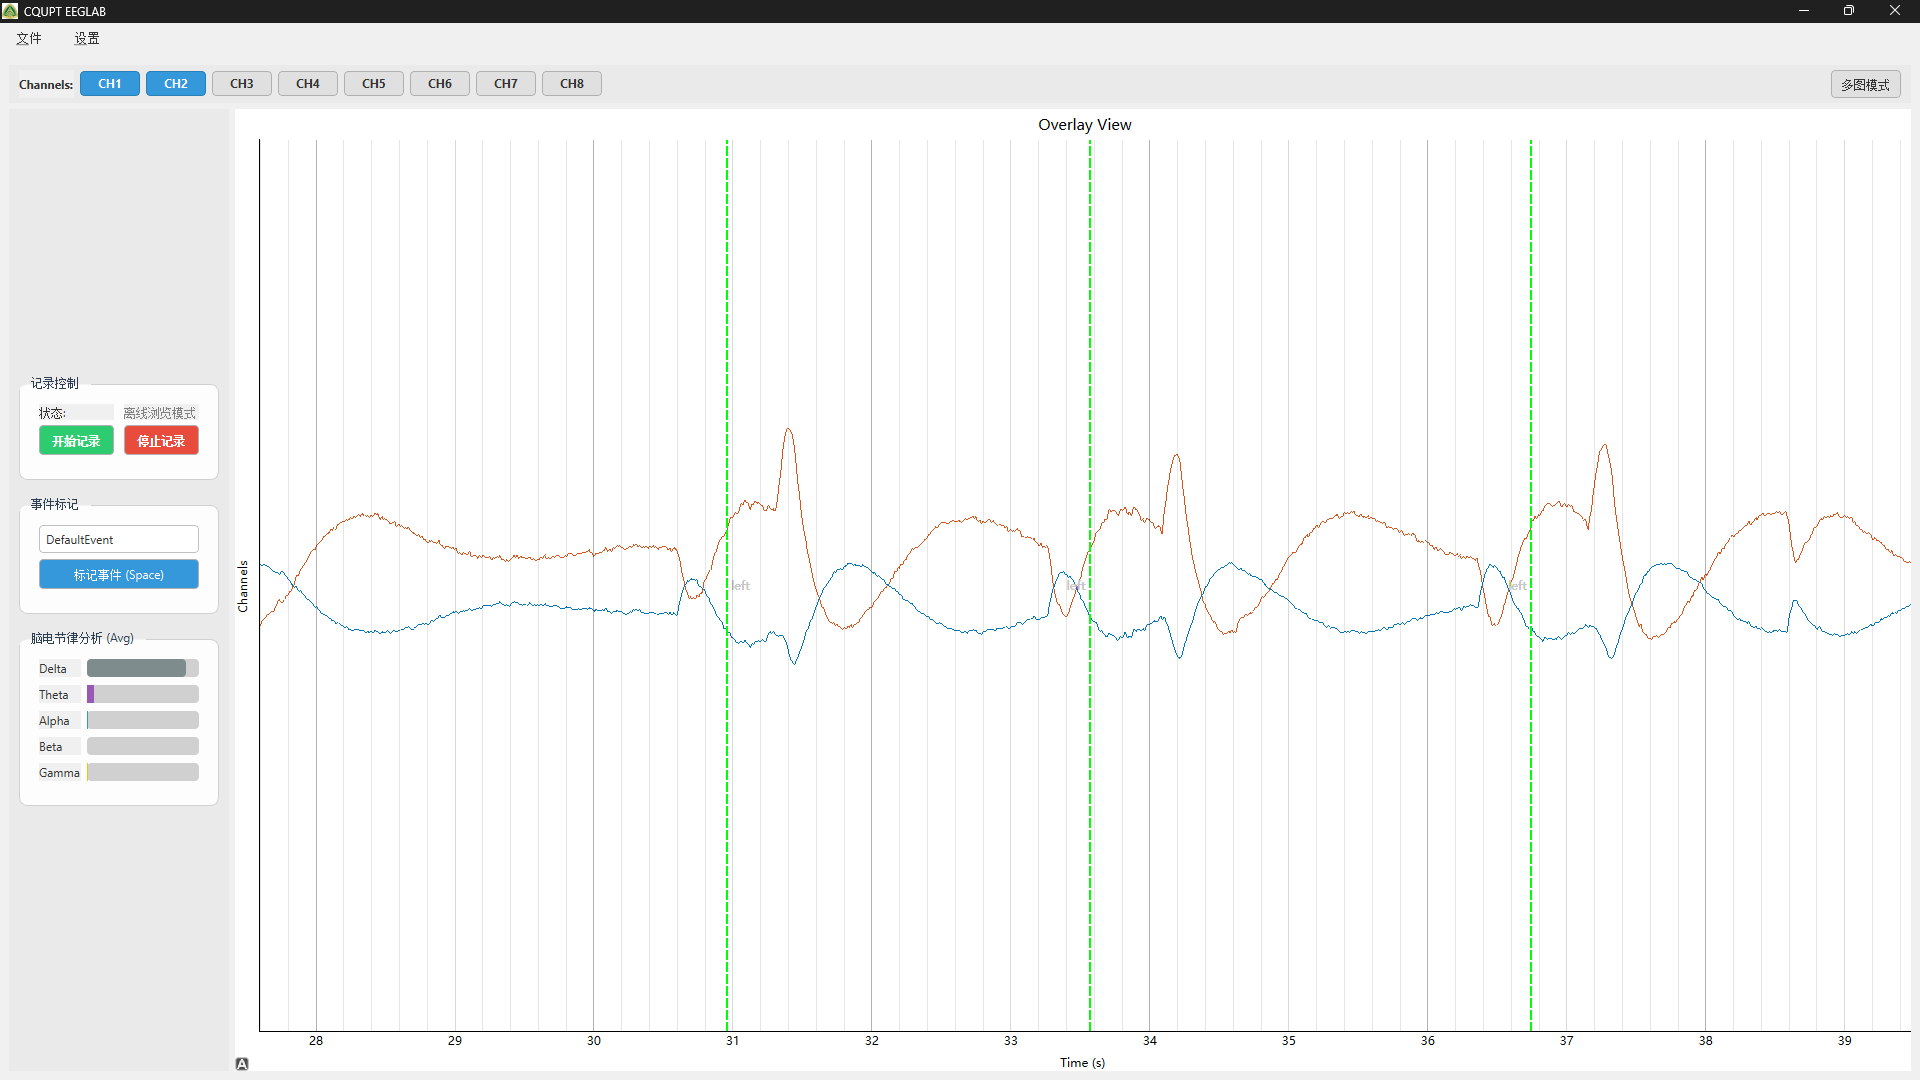 CQUPT EEGLAB
文件 设置
Channels: CH1 CH2 CH3 CH4 CH5 CH6 CH7 CH8 多图模式
Overlay View
记录控制
状态: 离线浏览模式
开始记录 停止记录
事件标记
DefaultEvent
标记事件 (Space)
脑电节律分析 (Avg)
Delta
Theta
Alpha
Beta
Gamma
Channels
left left left
28 29 30 31 32 33 34 35 36 37 38 39
Time (s)
A